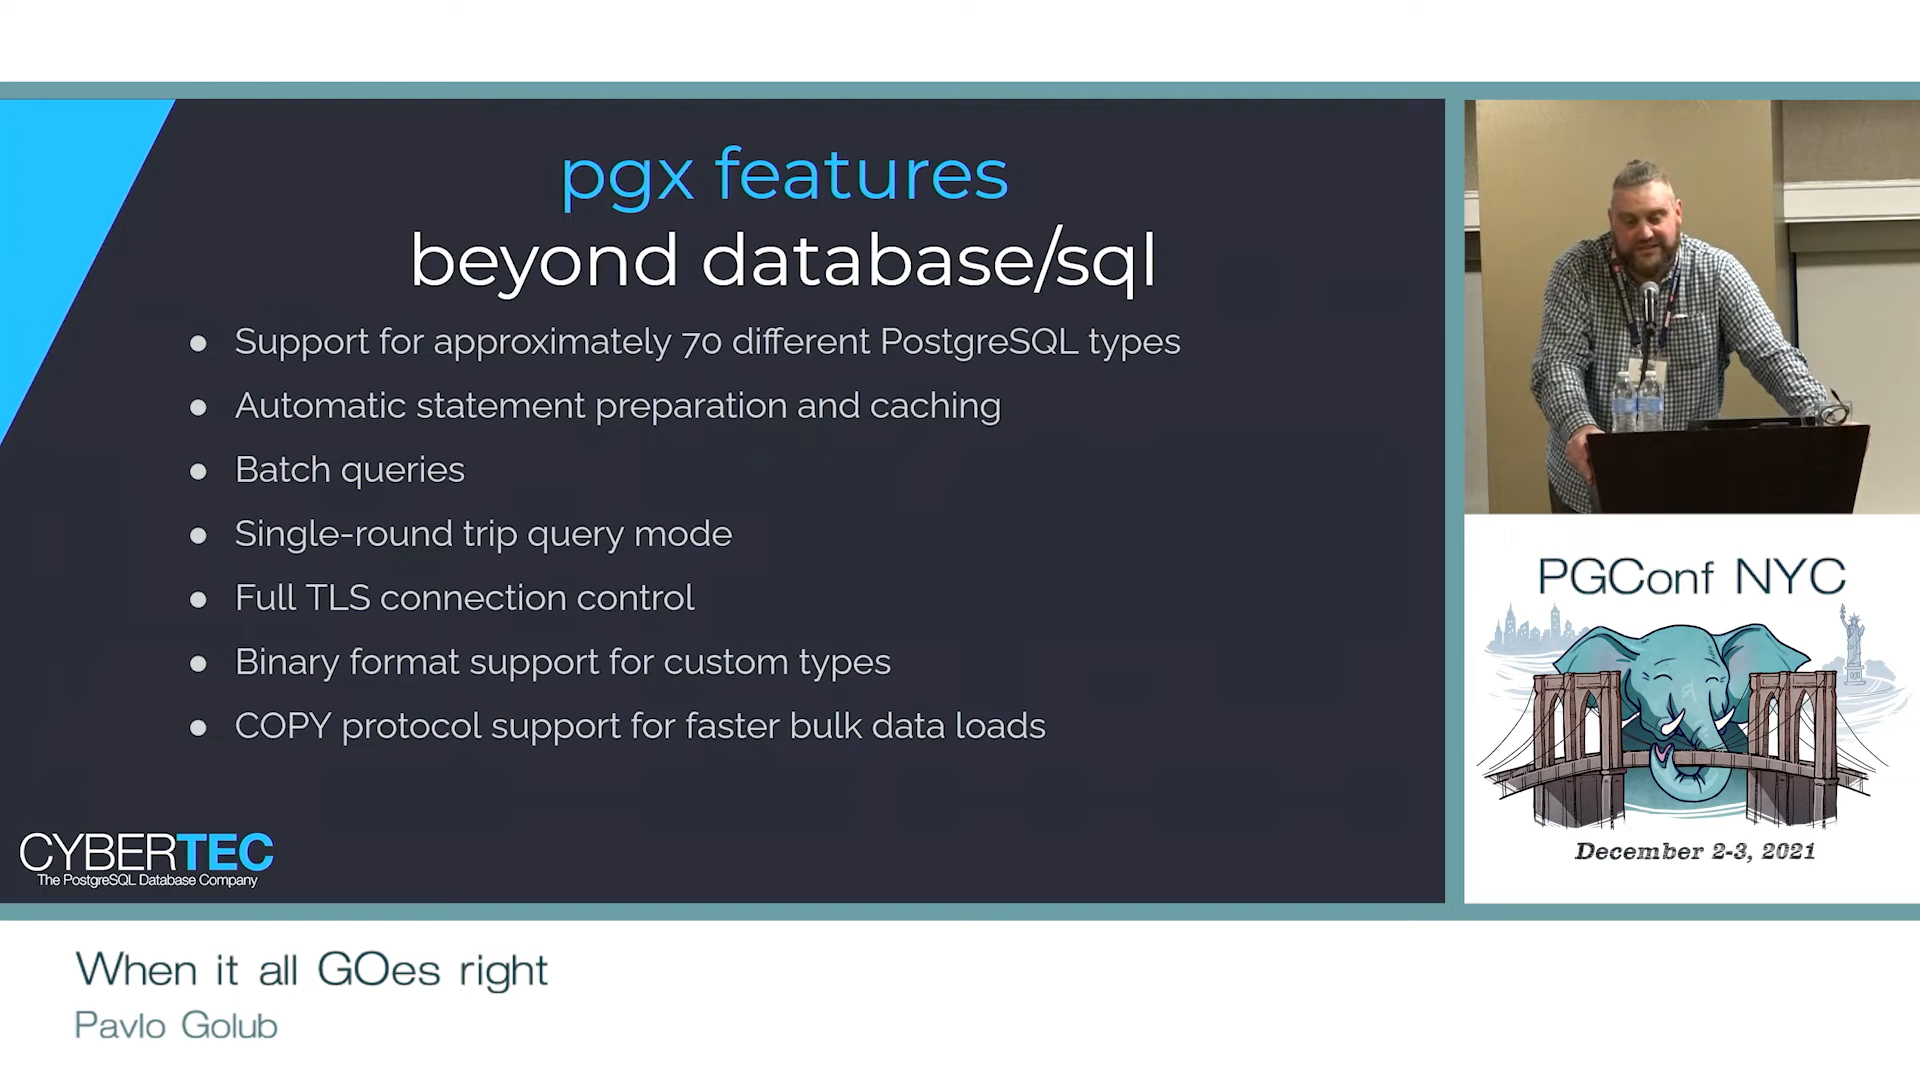 pgx features
beyond database/sql
● Support for approximately 70 different PostgreSQL types
● Automatic statement preparation and caching
● Batch queries
● Single-round trip query mode
● Full TLS connection control
● Binary format support for custom types
● COPY protocol support for faster bulk data loads
CYBERTEC
The PostgreSQL Database Company
PGConf NYC
December 2-3, 2021
When it all GOes right
Pavlo Golub